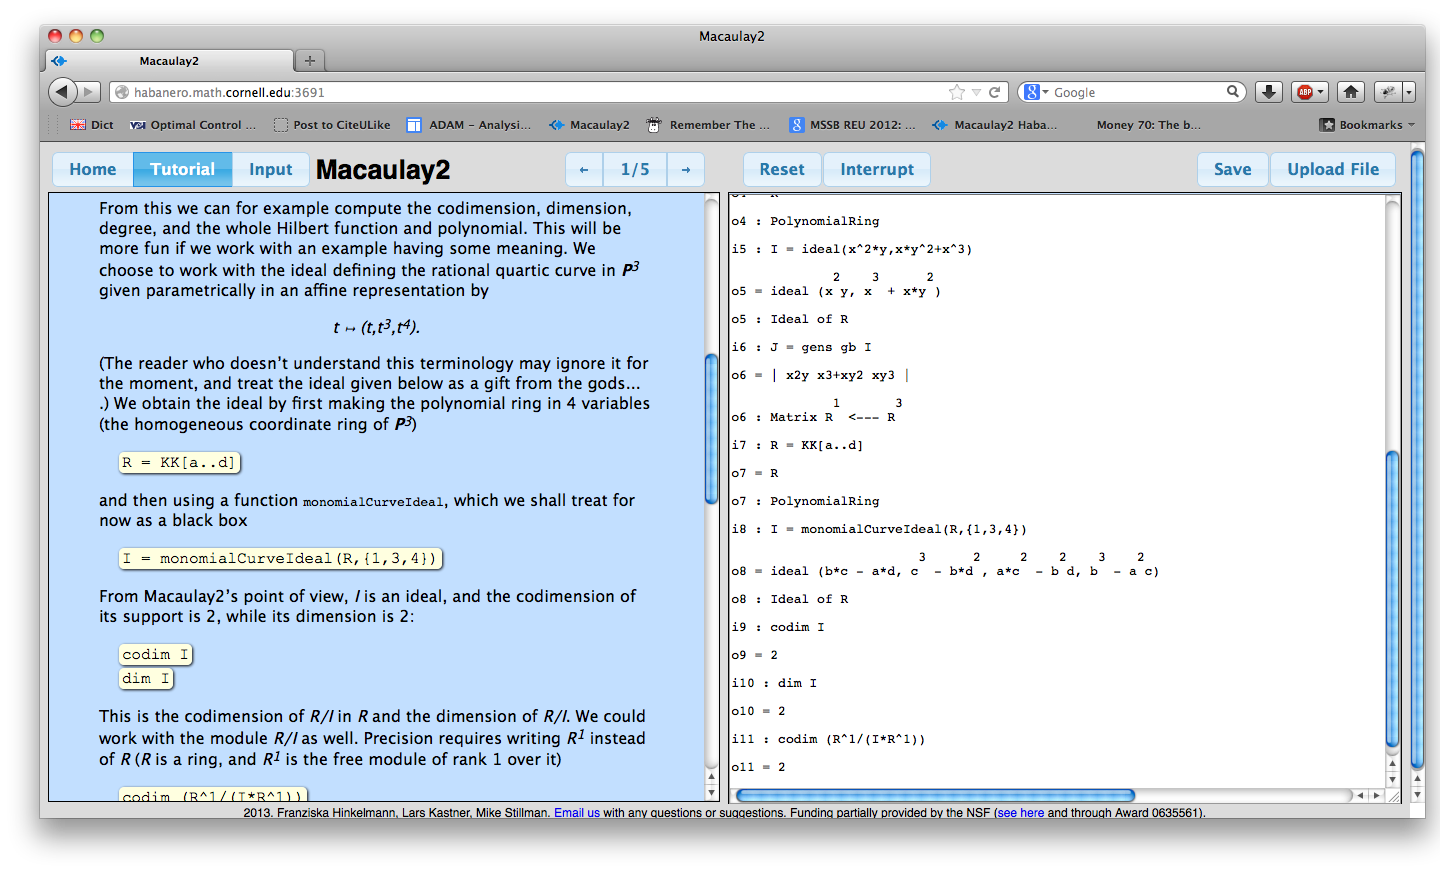 Macaulay2
Macaulay2
habanero.math.cornell.edu:3691
Google
ABP
Dict
Optimal Control ...
Post to CiteULike
ADAM – Analysi...
Macaulay2
Remember The ...
MSSB REU 2012: ...
Macaulay2 Haba...
Money 70: The b...
Bookmarks
Home
Tutorial
Input
Macaulay2
← 1/5 →
Reset
Interrupt
Save
Upload File
From this we can for example compute the codimension, dimension,
degree, and the whole Hilbert function and polynomial. This will be
more fun if we work with an example having some meaning. We
choose to work with the ideal defining the rational quartic curve in P³
given parametrically in an affine representation by
t ↦ (t,t³,t⁴).
(The reader who doesn't understand this terminology may ignore it for
the moment, and treat the ideal given below as a gift from the gods...
.) We obtain the ideal by first making the polynomial ring in 4 variables
(the homogeneous coordinate ring of P³)
R = KK[a..d]
and then using a function monomialCurveIdeal, which we shall treat for
now as a black box
I = monomialCurveIdeal(R,{1,3,4})
From Macaulay2's point of view, I is an ideal, and the codimension of
its support is 2, while its dimension is 2:
codim I
dim I
This is the codimension of R/I in R and the dimension of R/I. We could
work with the module R/I as well. Precision requires writing R¹ instead
of R (R is a ring, and R¹ is the free module of rank 1 over it)
codim (R^1/(I*R^1))
o4 : PolynomialRing
i5 : I = ideal(x^2*y,x*y^2+x^3)
2 3 2
o5 = ideal (x y, x + x*y )
o5 : Ideal of R
i6 : J = gens gb I
o6 = | x2y x3+xy2 xy3 |
1 3
o6 : Matrix R <--- R
i7 : R = KK[a..d]
o7 = R
o7 : PolynomialRing
i8 : I = monomialCurveIdeal(R,{1,3,4})
3 2 2 2 3 2
o8 = ideal (b*c - a*d, c - b*d , a*c - b d, b - a c)
o8 : Ideal of R
i9 : codim I
o9 = 2
i10 : dim I
o10 = 2
i11 : codim (R^1/(I*R^1))
o11 = 2
2013. Franziska Hinkelmann, Lars Kastner, Mike Stillman. Email us with any questions or suggestions. Funding partially provided by the NSF (see here and through Award 0635561).